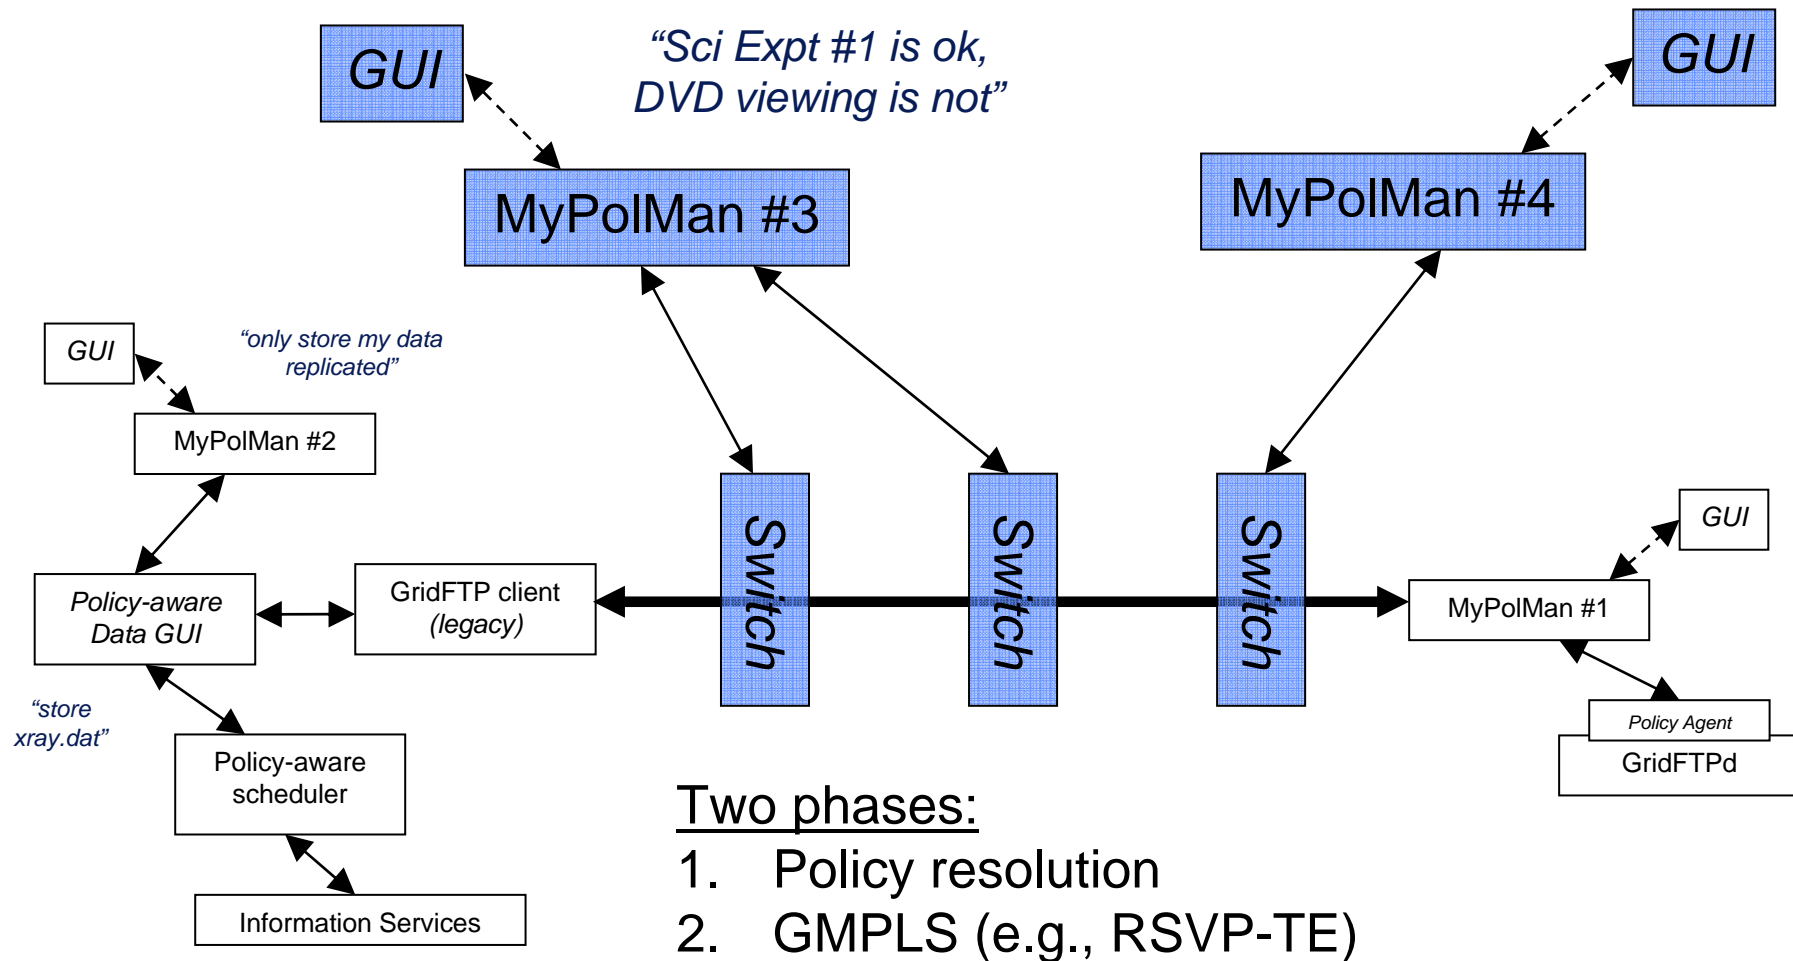 GUI
“Sci Expt #1 is ok,
DVD viewing is not”
GUI
MyPolMan #3
MyPolMan #4
GUI
“only store my data
replicated”
MyPolMan #2
Switch
Switch
Switch
GUI
Policy-aware
Data GUI
GridFTP client
(legacy)
MyPolMan #1
“store
xray.dat”
Policy Agent
GridFTPd
Policy-aware
scheduler
Information Services
Two phases:
1. Policy resolution
2. GMPLS (e.g., RSVP-TE)